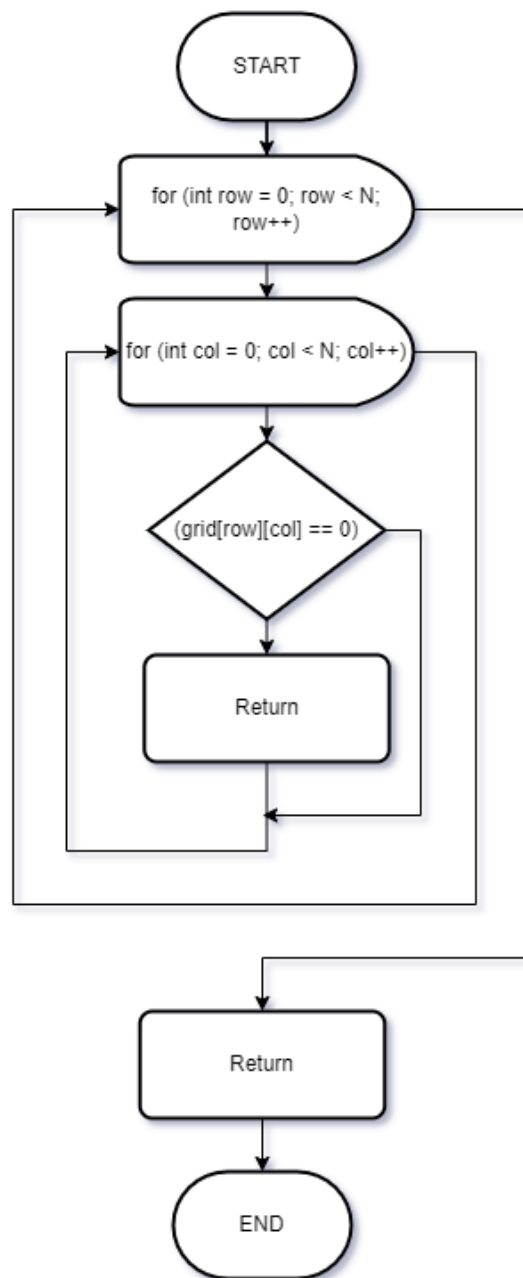 START
for (int row = 0; row < N;
row++)
for (int col = 0; col < N; col++)
(grid[row][col] == 0)
Return
Return
END